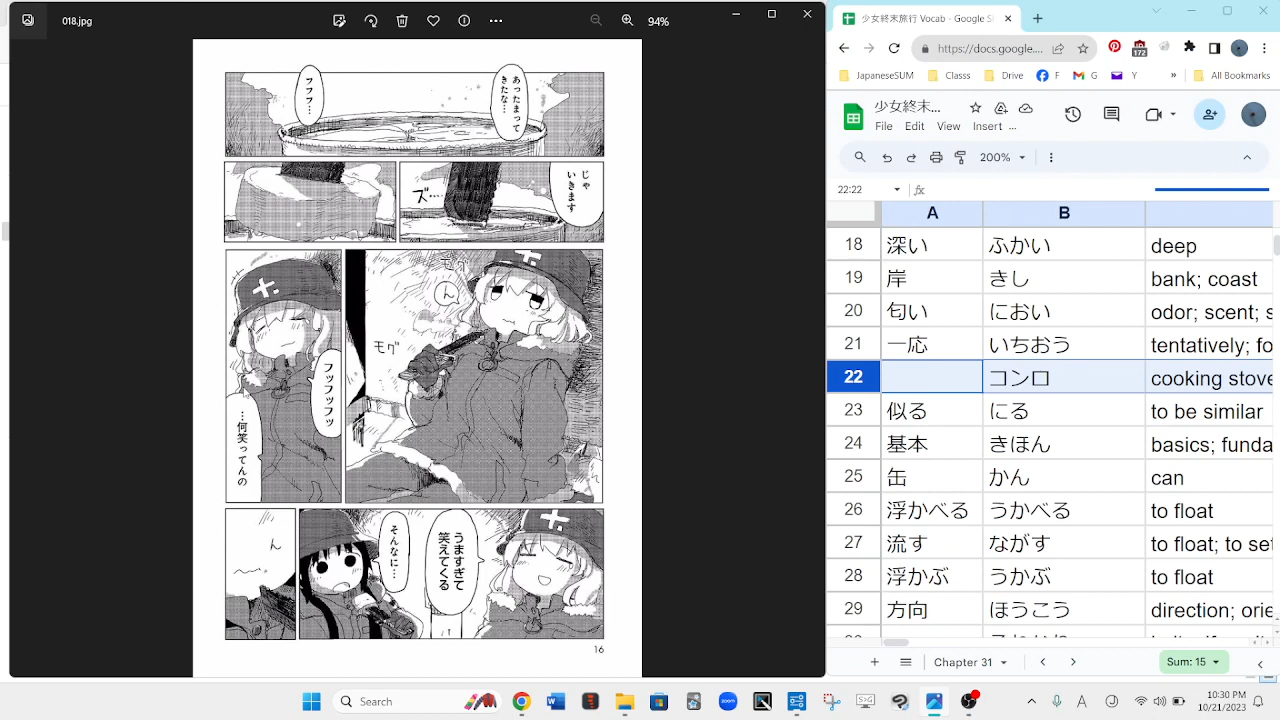 018.jpg
94%
あったまって
きたな…
フフフ…
じゃ
いきます
ズ……
モグ
ん
モグ
フッフッフッ
…何笑ってんの
うますぎて
笑えてくる
そんなに…
ん
16
少女終末旅行 Vocab - Google S
https://docs.google...
172
JapaneseSUM
Class
Drive
F
M
Y
Kominato
少女終末...
File Edit View Insert ...
200%
22:22
fx
A B
18 深い ふかい deep
19 岸 きし bank; coast
20 匂い におい odor; scent; s
21 一応 いちおう tentatively; fo
22 コンロ cooking stove
23 似る にる to be similar
24 基本 きほん basics; funda
25 缶 かん can
26 浮かべる うかべる to float
27 流す ながす to float; to se
28 浮かぶ うかぶ to float
29 方向 ほうこう direction; orie
Chapter 31
Sum: 38
Search
zoom
A
10:30
10/10/2023